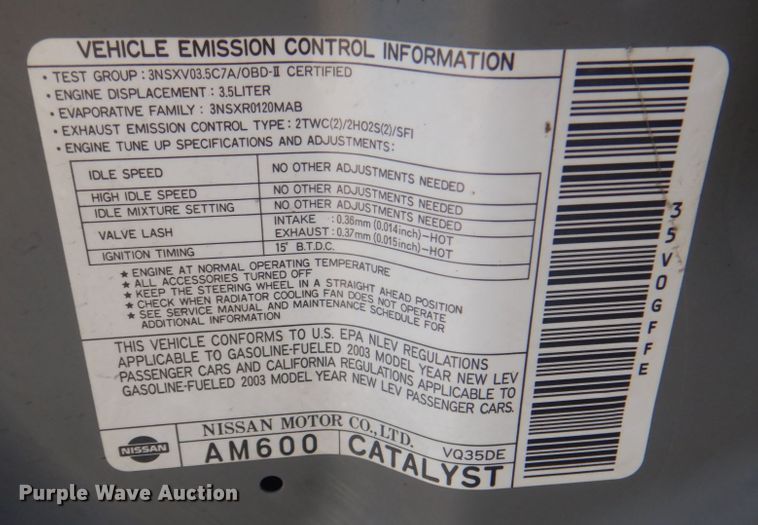 VEHICLE EMISSION CONTROL INFORMATION
• TEST GROUP : 3NSXV03.5C7A/OBD-Ⅱ CERTIFIED
• ENGINE DISPLACEMENT : 3.5LITER
• EVAPORATIVE FAMILY : 3NSXR0120MAB
• EXHAUST EMISSION CONTROL TYPE : 2TWC(2)/2HO2S(2)/SFI
• ENGINE TUNE UP SPECIFICATIONS AND ADJUSTMENTS:
IDLE SPEED NO OTHER ADJUSTMENTS NEEDED
HIGH IDLE SPEED NO OTHER ADJUSTMENTS NEEDED
IDLE MIXTURE SETTING NO OTHER ADJUSTMENTS NEEDED
VALVE LASH INTAKE : 0.36mm (0.014inch)-HOT
EXHAUST : 0.37mm (0.015inch)-HOT
IGNITION TIMING 15° B.T.D.C.
★ ENGINE AT NORMAL OPERATING TEMPERATURE
★ ALL ACCESSORIES TURNED OFF
★ KEEP THE STEERING WHEEL IN A STRAIGHT AHEAD POSITION
★ CHECK WHEN RADIATOR COOLING FAN DOES NOT OPERATE
★ SEE SERVICE MANUAL AND MAINTENANCE SCHEDULE FOR
ADDITIONAL INFORMATION
THIS VEHICLE CONFORMS TO U.S. EPA NLEV REGULATIONS
APPLICABLE TO GASOLINE-FUELED 2003 MODEL YEAR NEW LEV
PASSENGER CARS AND CALIFORNIA REGULATIONS APPLICABLE TO
GASOLINE-FUELED 2003 MODEL YEAR NEW LEV PASSENGER CARS.
NISSAN
NISSAN MOTOR CO., LTD.
AM600 CATALYST VQ35DE
35V0GFFE
Purple Wave Auction